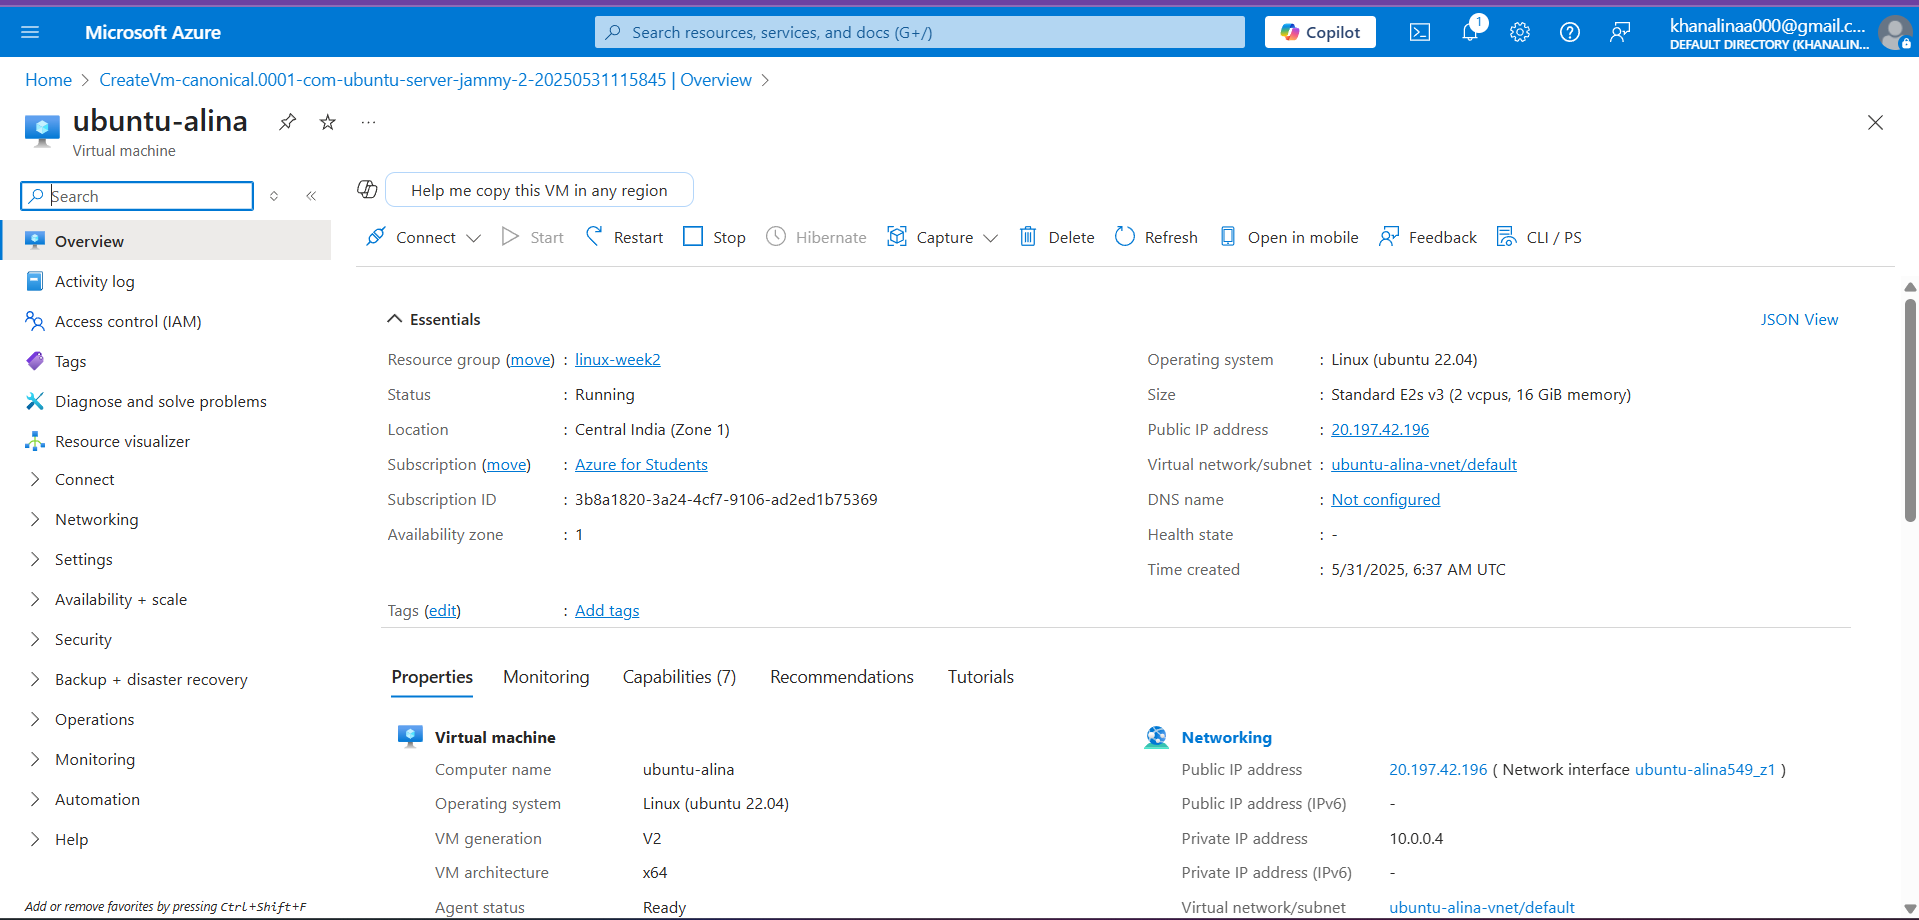 Microsoft Azure
Search resources, services, and docs (G+/)
Copilot
1
khanalinaa000@gmail.c...
DEFAULT DIRECTORY (KHANALIN...
Home > CreateVm-canonical.0001-com-ubuntu-server-jammy-2-20250531115845 | Overview >
ubuntu-alina
Virtual machine
Search
Help me copy this VM in any region
Connect Start Restart Stop Hibernate Capture Delete Refresh Open in mobile Feedback CLI / PS
Overview
Activity log
Access control (IAM)
Tags
Diagnose and solve problems
Resource visualizer
Connect
Networking
Settings
Availability + scale
Security
Backup + disaster recovery
Operations
Monitoring
Automation
Help
Add or remove favorites by pressing Ctrl+Shift+F
Essentials
JSON View
Resource group (move) : linux-week2
Status : Running
Location : Central India (Zone 1)
Subscription (move) : Azure for Students
Subscription ID : 3b8a1820-3a24-4cf7-9106-ad2ed1b75369
Availability zone : 1
Operating system : Linux (ubuntu 22.04)
Size : Standard E2s v3 (2 vcpus, 16 GiB memory)
Public IP address : 20.197.42.196
Virtual network/subnet : ubuntu-alina-vnet/default
DNS name : Not configured
Health state : -
Time created : 5/31/2025, 6:37 AM UTC
Tags (edit) : Add tags
Properties Monitoring Capabilities (7) Recommendations Tutorials
Virtual machine
Computer name ubuntu-alina
Operating system Linux (ubuntu 22.04)
VM generation V2
VM architecture x64
Agent status Ready
Networking
Public IP address 20.197.42.196 ( Network interface ubuntu-alina549_z1 )
Public IP address (IPv6) -
Private IP address 10.0.0.4
Private IP address (IPv6) -
Virtual network/subnet ubuntu-alina-vnet/default